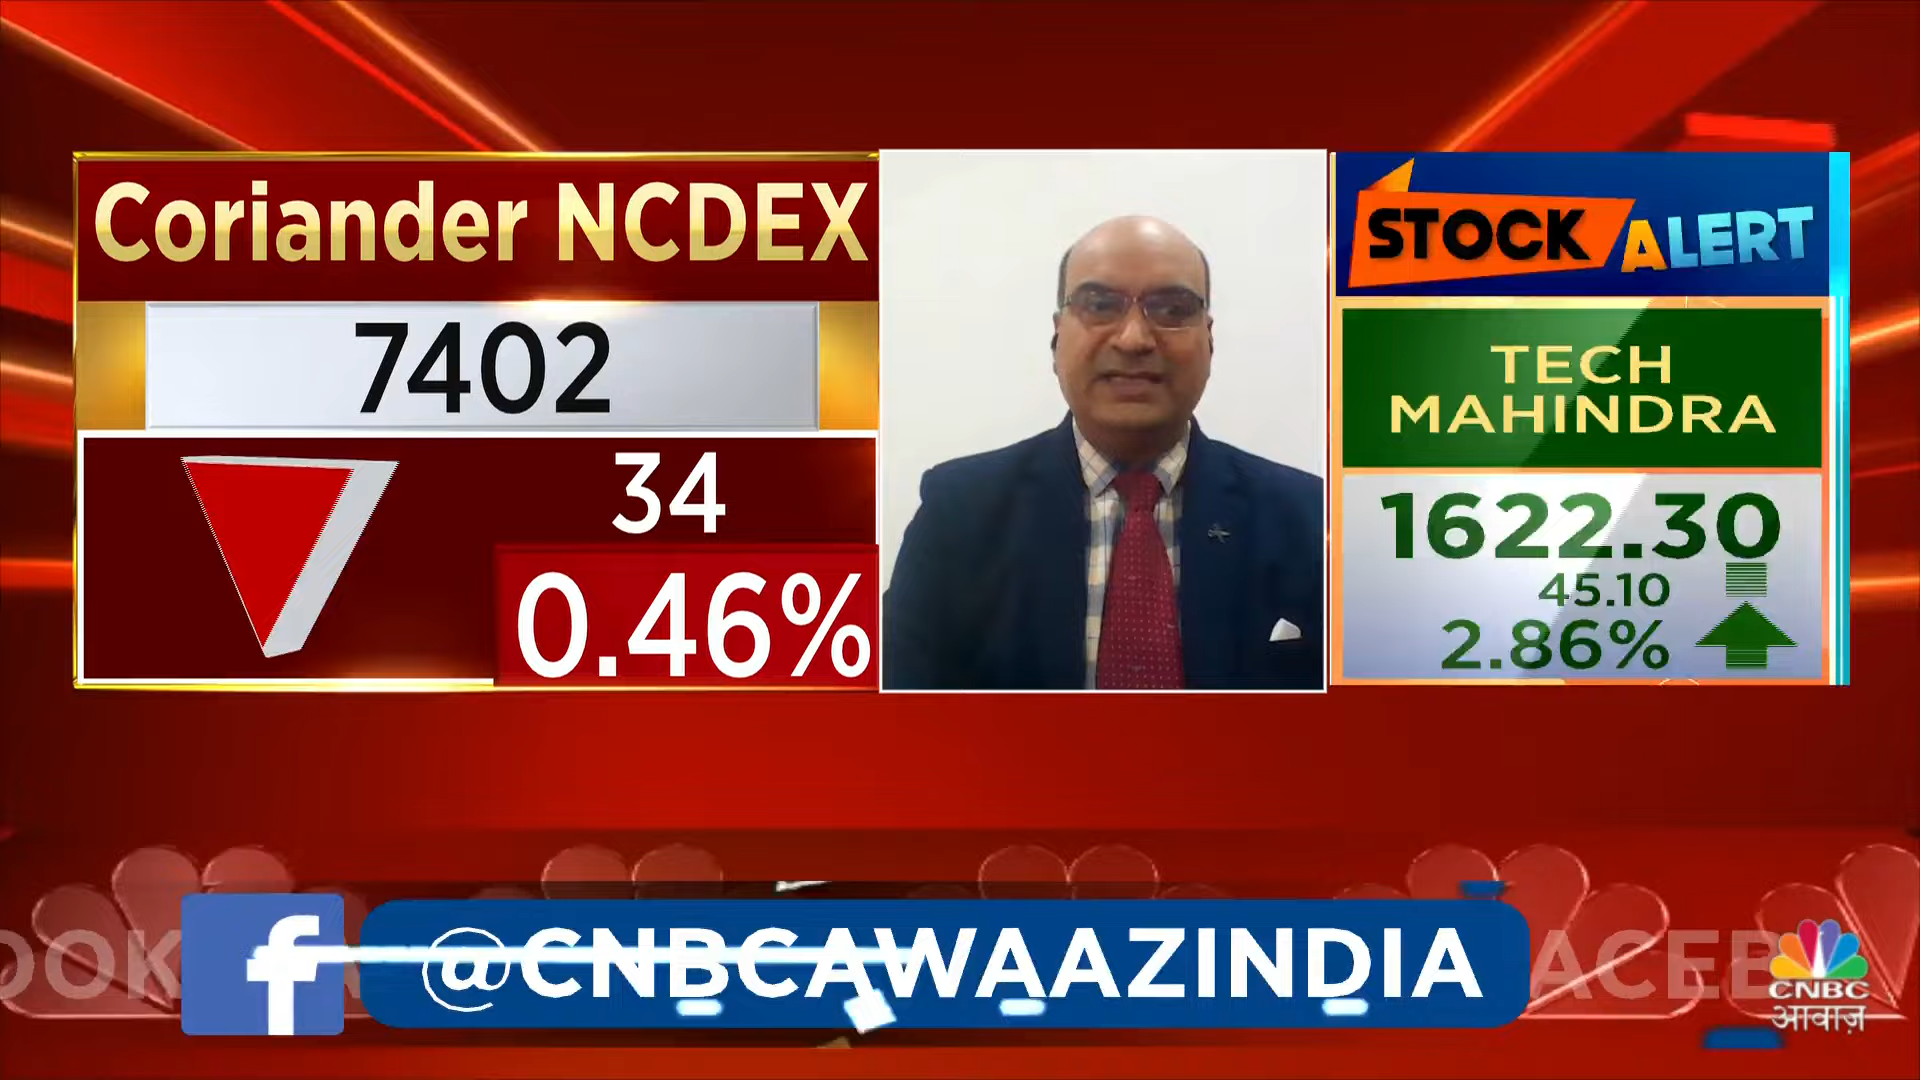 Coriander NCDEX
7402
34
0.46%
STOCK ALERT
TECH
MAHINDRA
1622.30
45.10
2.86%
@CNBCAWAAZINDIA
CNBC
आवाज़